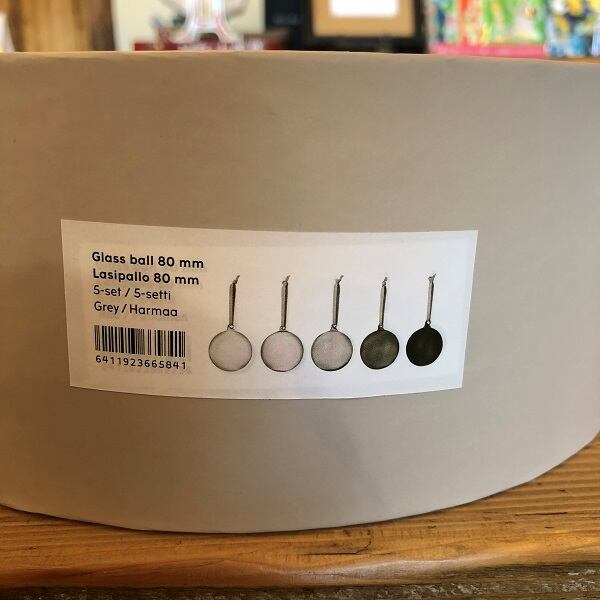 Glass ball 80 mm
Lasipallo 80 mm
5-set / 5-setti
Grey / Harmaa
6411923665841